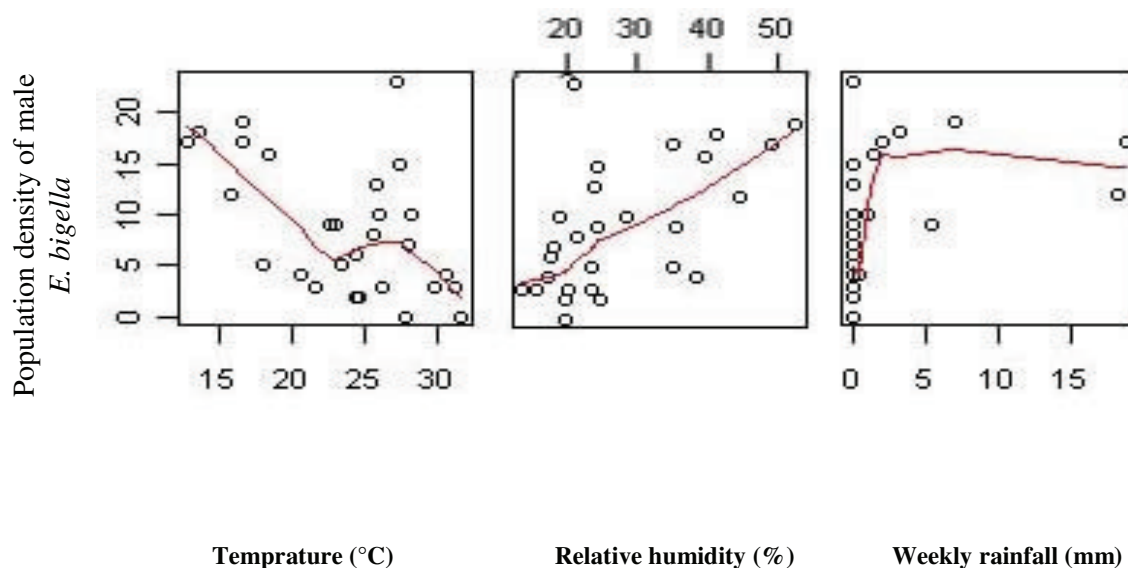 20 30 40 50
Population density of male
E. bigella
0 5 10 15 20
15 20 25 30
0 5 10 15
Temprature (°C) Relative humidity (%) Weekly rainfall (mm)